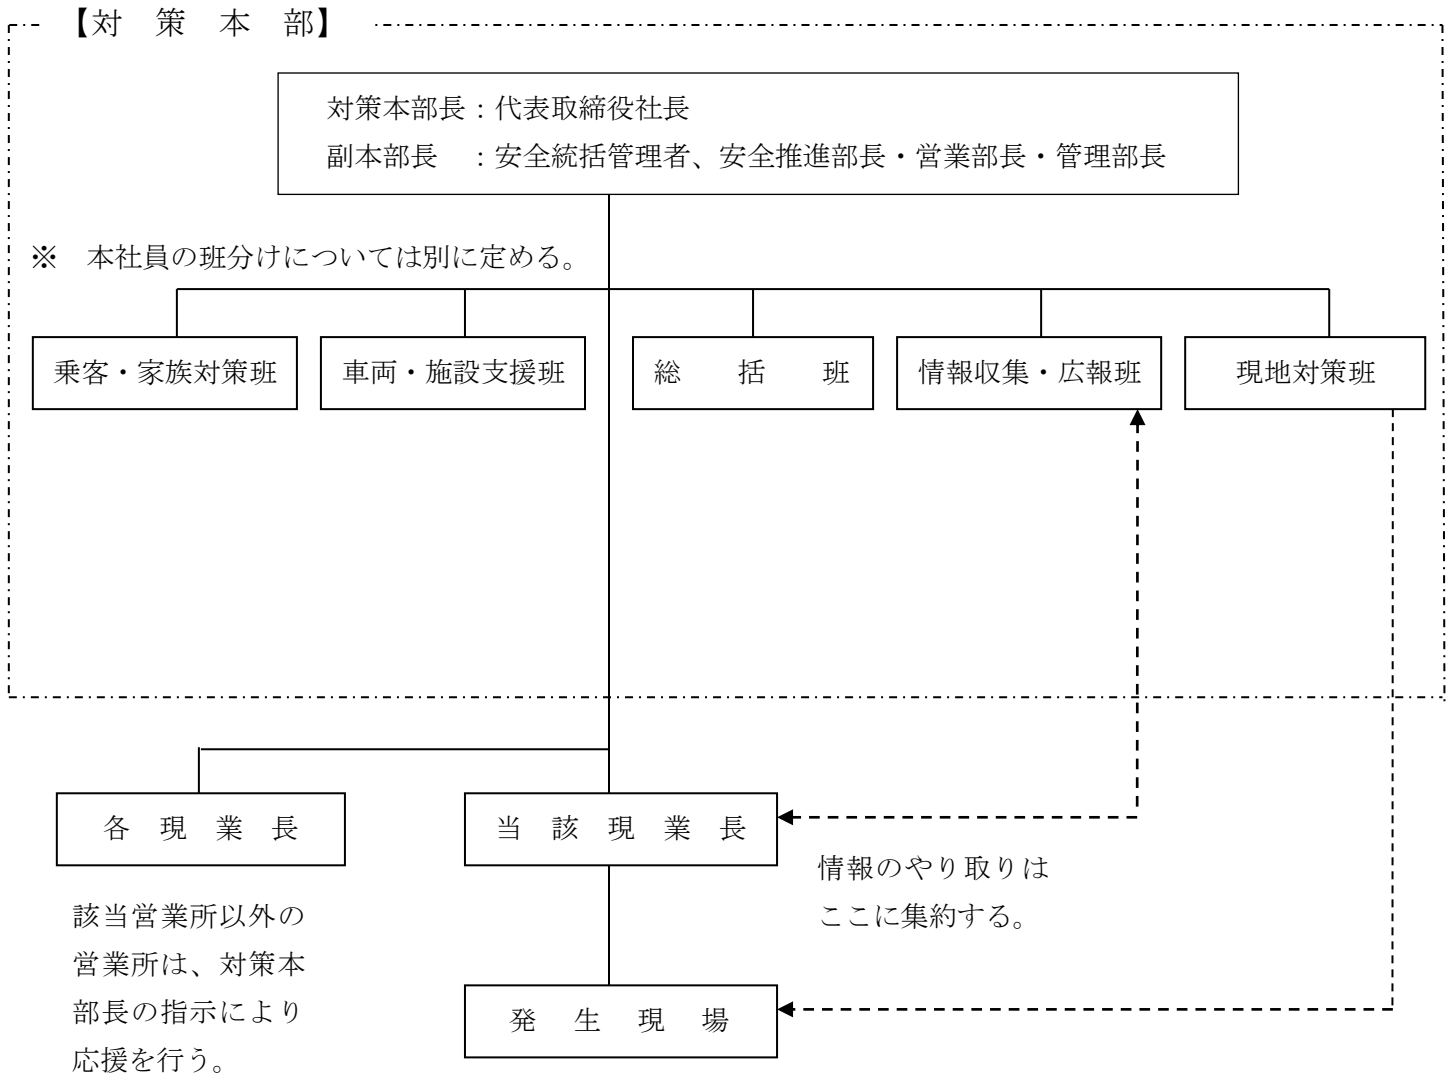 【対　策　本　部】
対策本部長：代表取締役社長
副本部長　：安全統括管理者、安全推進部長・営業部長・管理部長
※　本社員の班分けについては別に定める。
乗客・家族対策班
車両・施設支援班
総　括　班
情報収集・広報班
現地対策班
各　現　業　長
当　該　現　業　長
情報のやり取りは
ここに集約する。
該当営業所以外の
営業所は、対策本
部長の指示により
応援を行う。
発　生　現　場